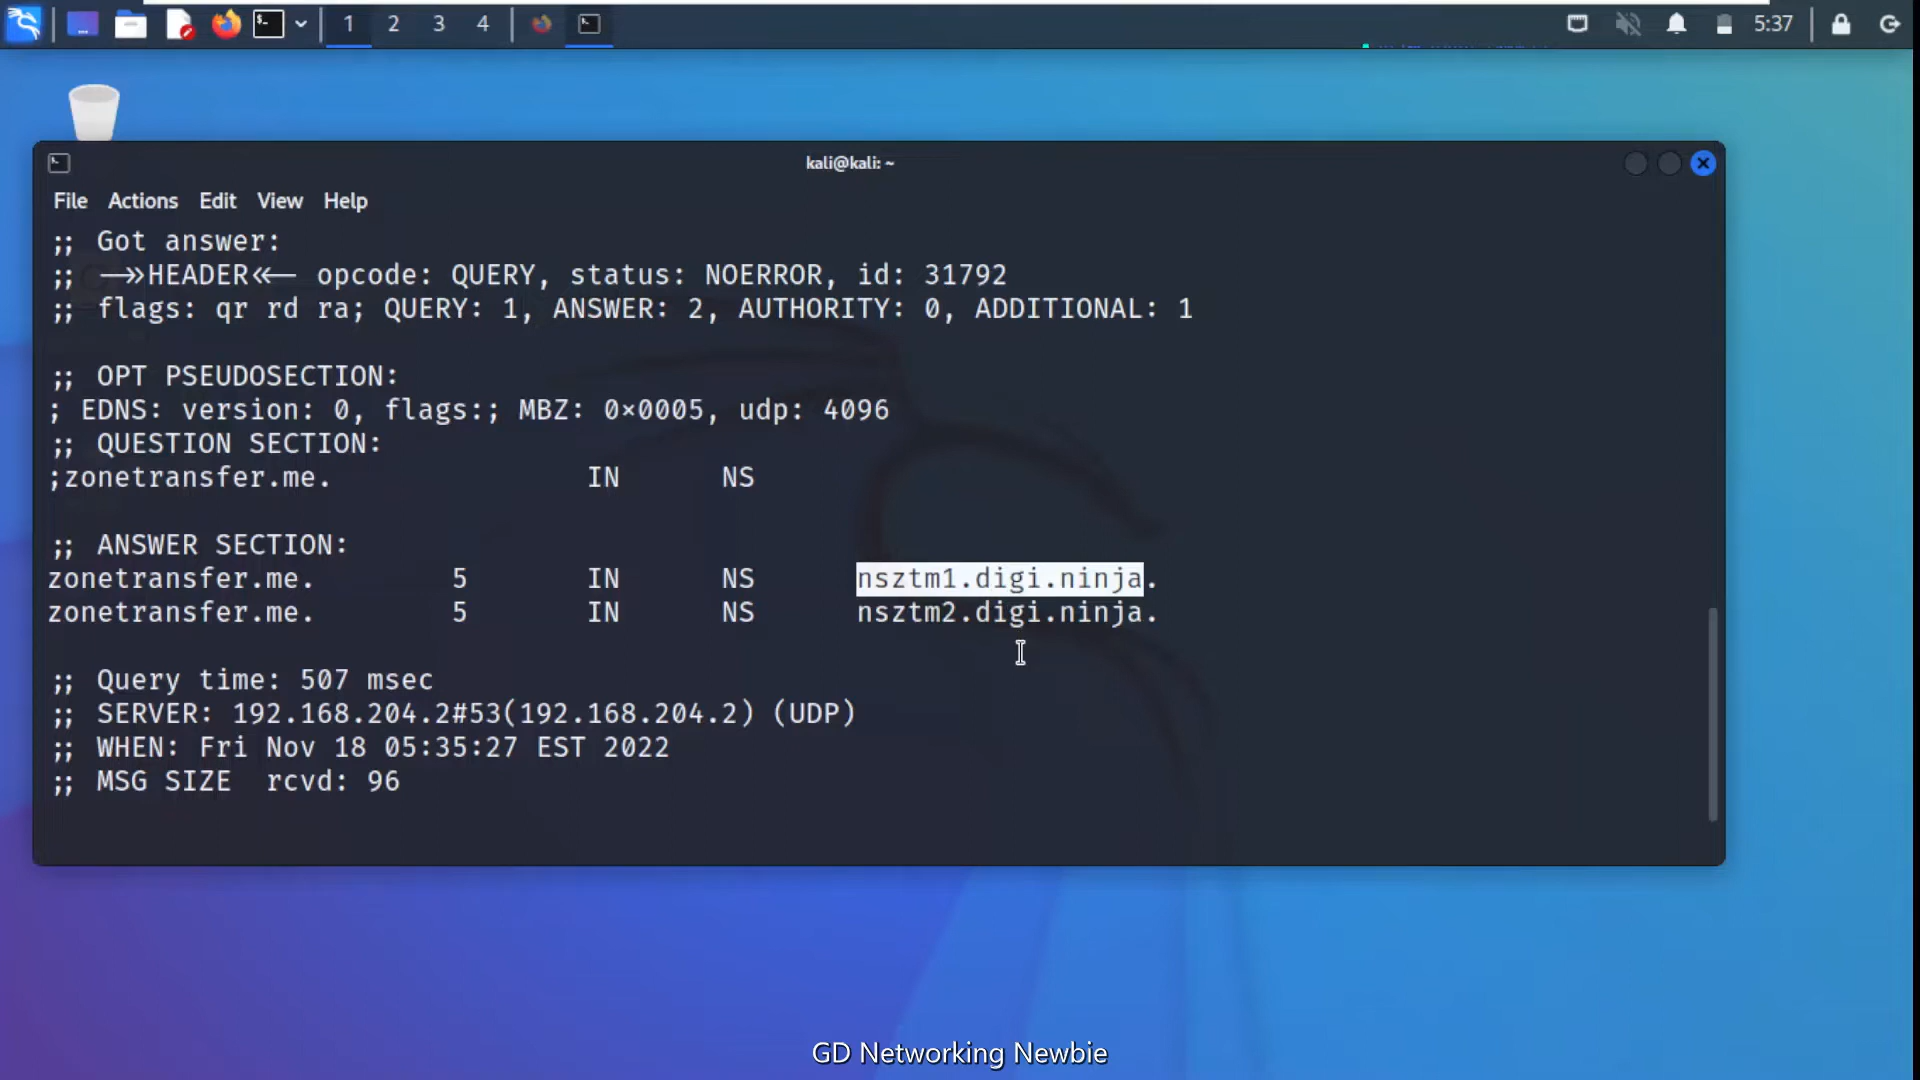 1 2 3 4 5:37
kali@kali: ~
File Actions Edit View Help
;; Got answer:
;; ->>HEADER<<- opcode: QUERY, status: NOERROR, id: 31792
;; flags: qr rd ra; QUERY: 1, ANSWER: 2, AUTHORITY: 0, ADDITIONAL: 1
;; OPT PSEUDOSECTION:
; EDNS: version: 0, flags:; MBZ: 0×0005, udp: 4096
;; QUESTION SECTION:
;zonetransfer.me. IN NS
;; ANSWER SECTION:
zonetransfer.me. 5 IN NS nsztm1.digi.ninja.
zonetransfer.me. 5 IN NS nsztm2.digi.ninja.
;; Query time: 507 msec
;; SERVER: 192.168.204.2#53(192.168.204.2) (UDP)
;; WHEN: Fri Nov 18 05:35:27 EST 2022
;; MSG SIZE rcvd: 96
GD Networking Newbie